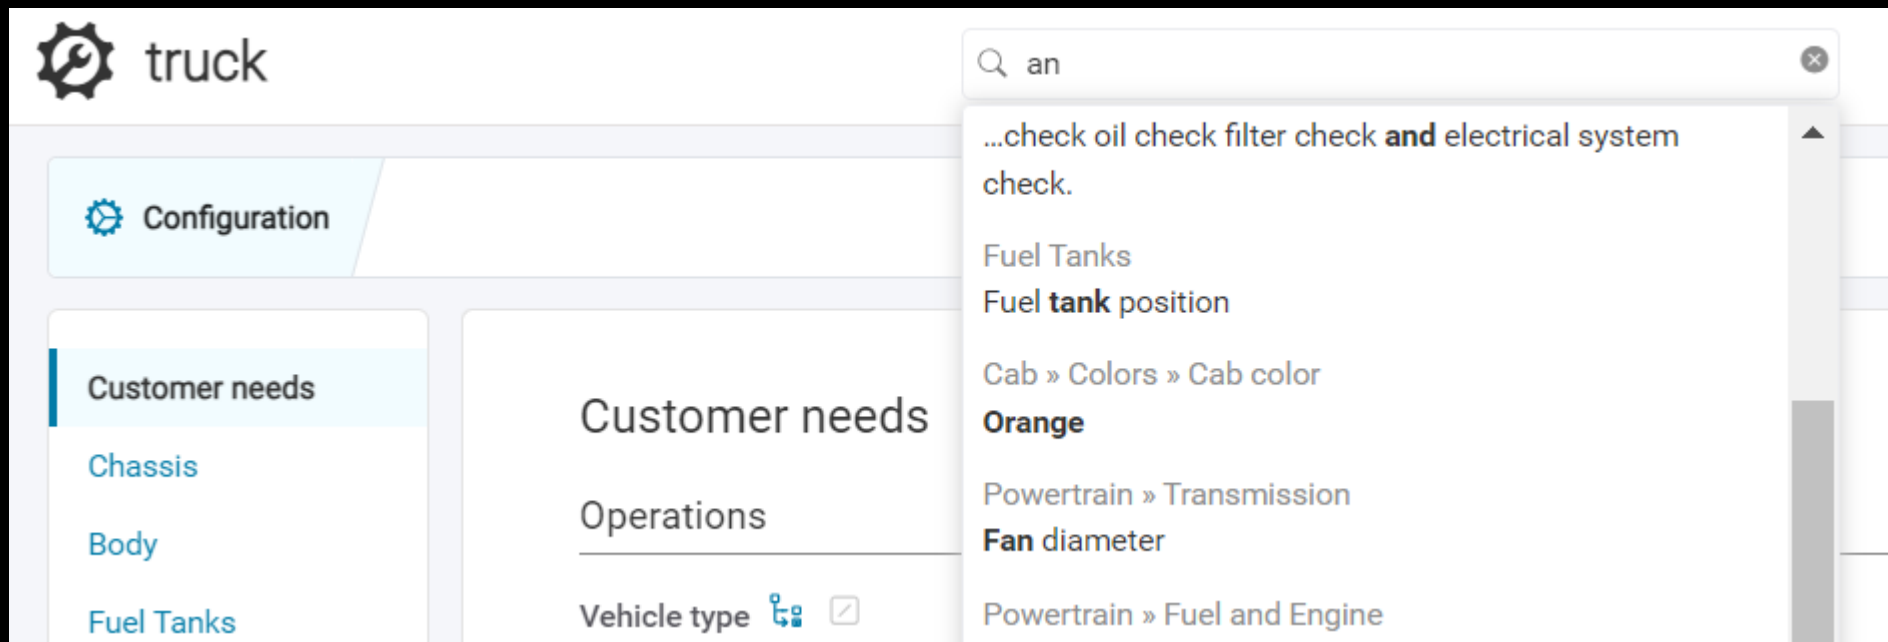 truck
an
...check oil check filter check and electrical system
check.
Configuration
Fuel Tanks
Fuel tank position
Cab » Colors » Cab color
Orange
Powertrain » Transmission
Fan diameter
Powertrain » Fuel and Engine
Customer needs
Chassis
Body
Fuel Tanks
Customer needs
Operations
Vehicle type